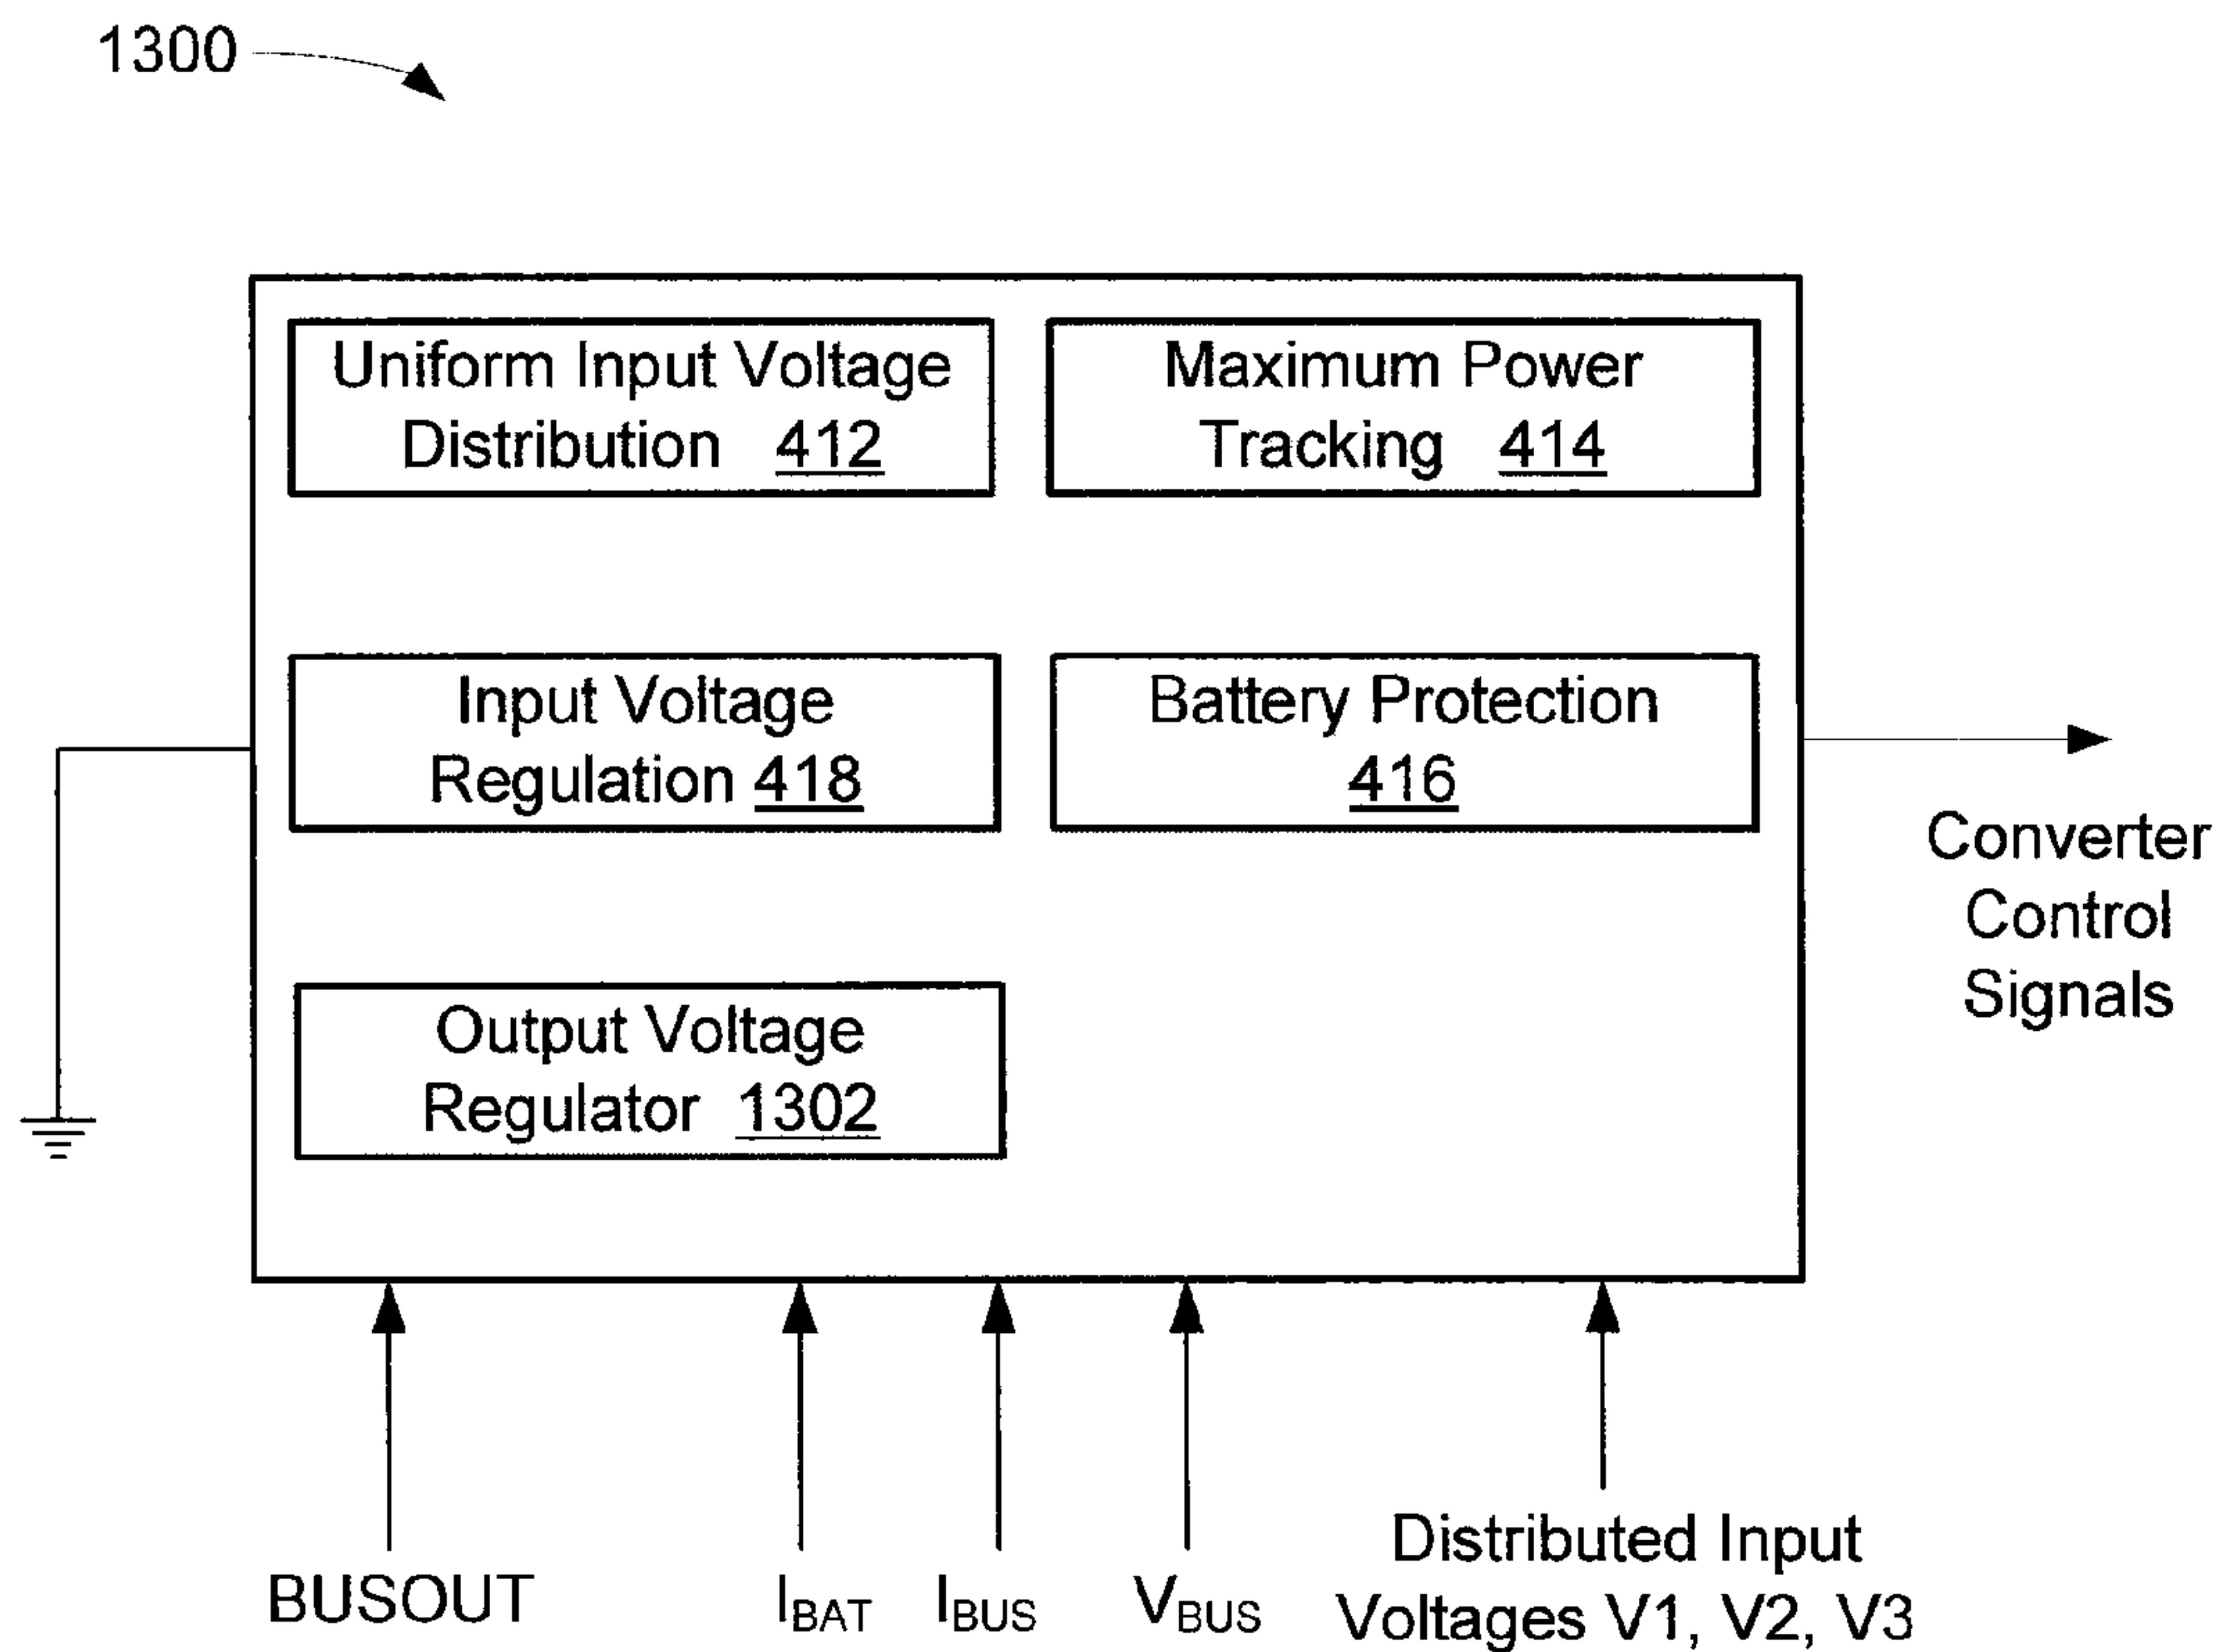 1300
Uniform Input Voltage
Distribution 412
Maximum Power
Tracking 414
Input Voltage
Regulation 418
Battery Protection
416
Output Voltage
Regulator 1302
Converter
Control
Signals
BUSOUT
IBAT
IBUS
VBUS
Distributed Input
Voltages V1, V2, V3